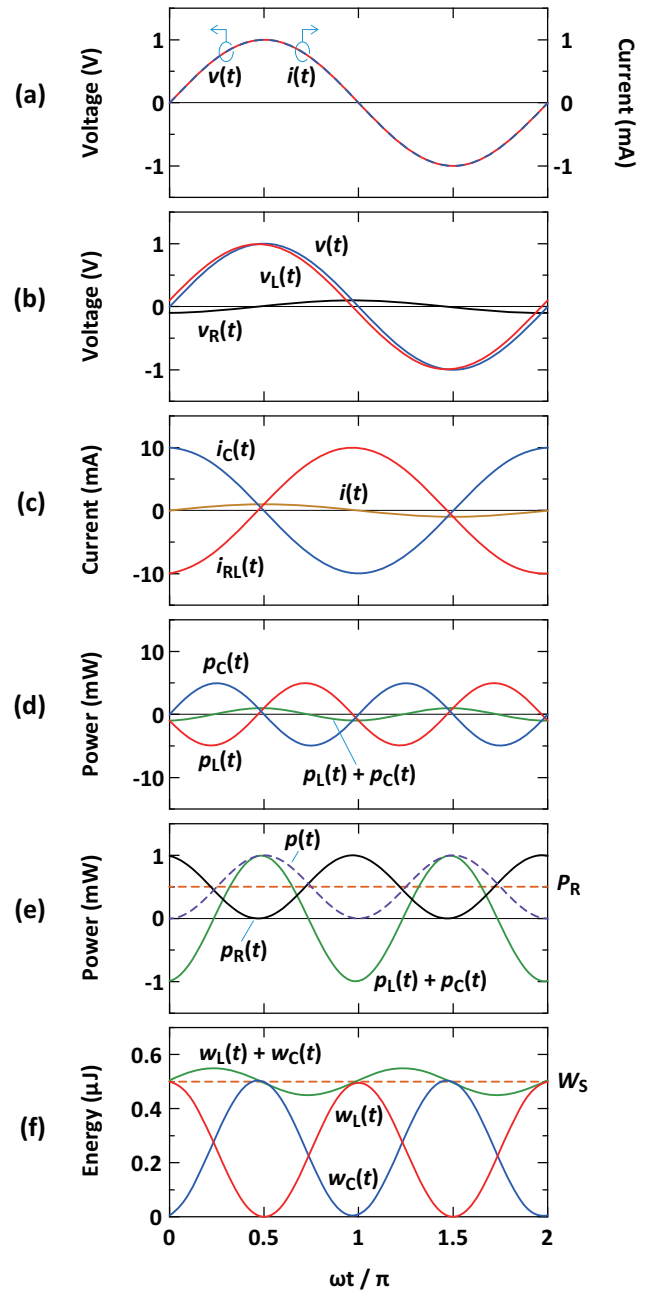 (a)
Voltage (V)
1
0
-1
v(t)
i(t)
1
0
-1
Current (mA)
(b)
Voltage (V)
1
0
-1
v(t)
vL(t)
vR(t)
(c)
Current (mA)
10
0
-10
iC(t)
i(t)
iRL(t)
(d)
Power (mW)
10
0
-10
pC(t)
pL(t)
pL(t) + pC(t)
(e)
Power (mW)
1
0
-1
p(t)
PR
pR(t)
pL(t) + pC(t)
(f)
Energy (μJ)
0.6
0.4
0.2
0
wL(t) + wC(t)
WS
wL(t)
wC(t)
0 0.5 1 1.5 2
ωt / π